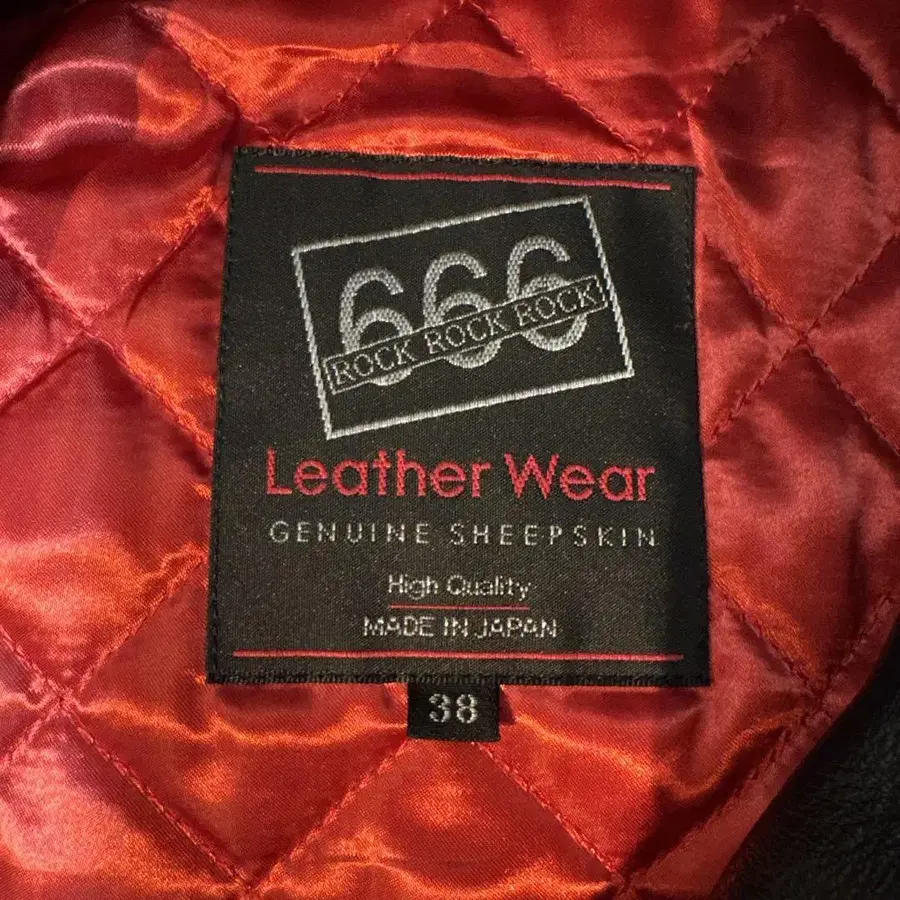 666
ROCK ROCK ROCK
Leather Wear
GENUINE SHEEPSKIN
High Quality
MADE IN JAPAN
38